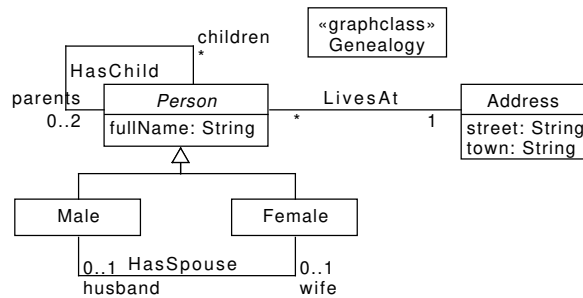 children
*
«graphclass»
Genealogy
HasChild
parents
0..2
Person
fullName: String
LivesAt
*
1
Address
street: String
town: String
Male
Female
0..1
HasSpouse
0..1
husband
wife